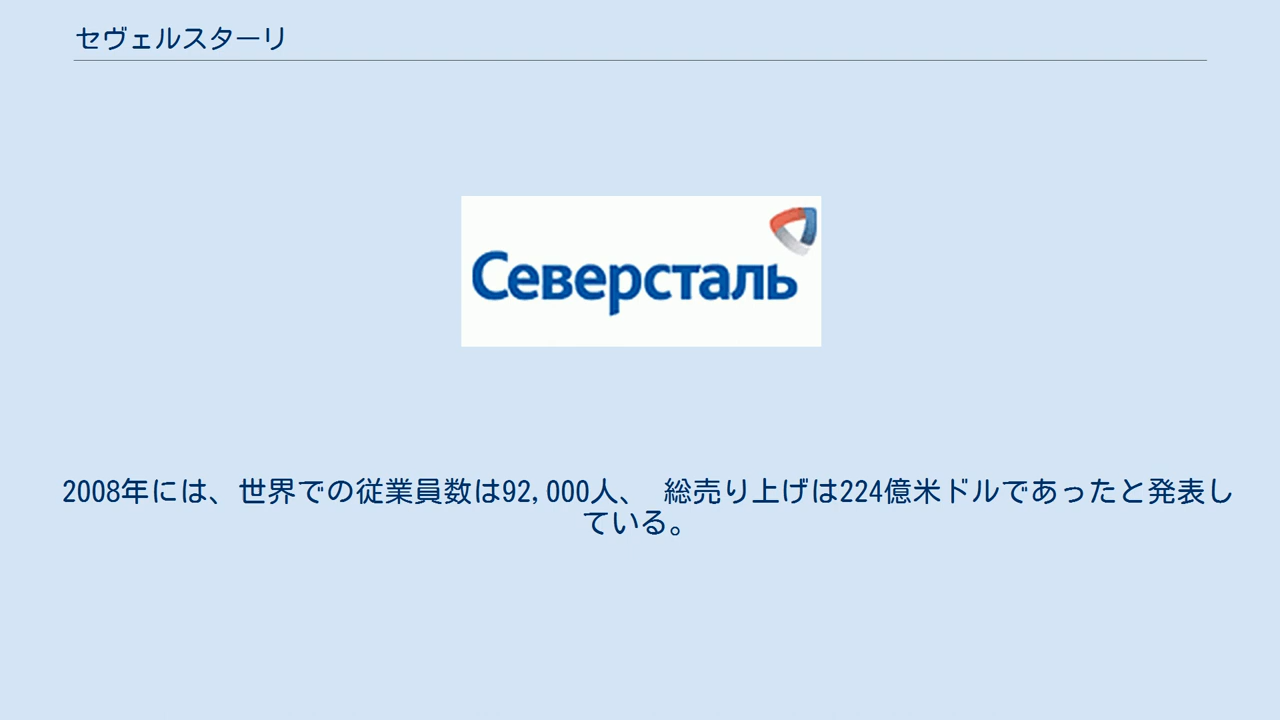 セヴェルスターリ
Северсталь
2008年には、世界での従業員数は92,000人、 総売り上げは224億米ドルであったと発表し
ている。